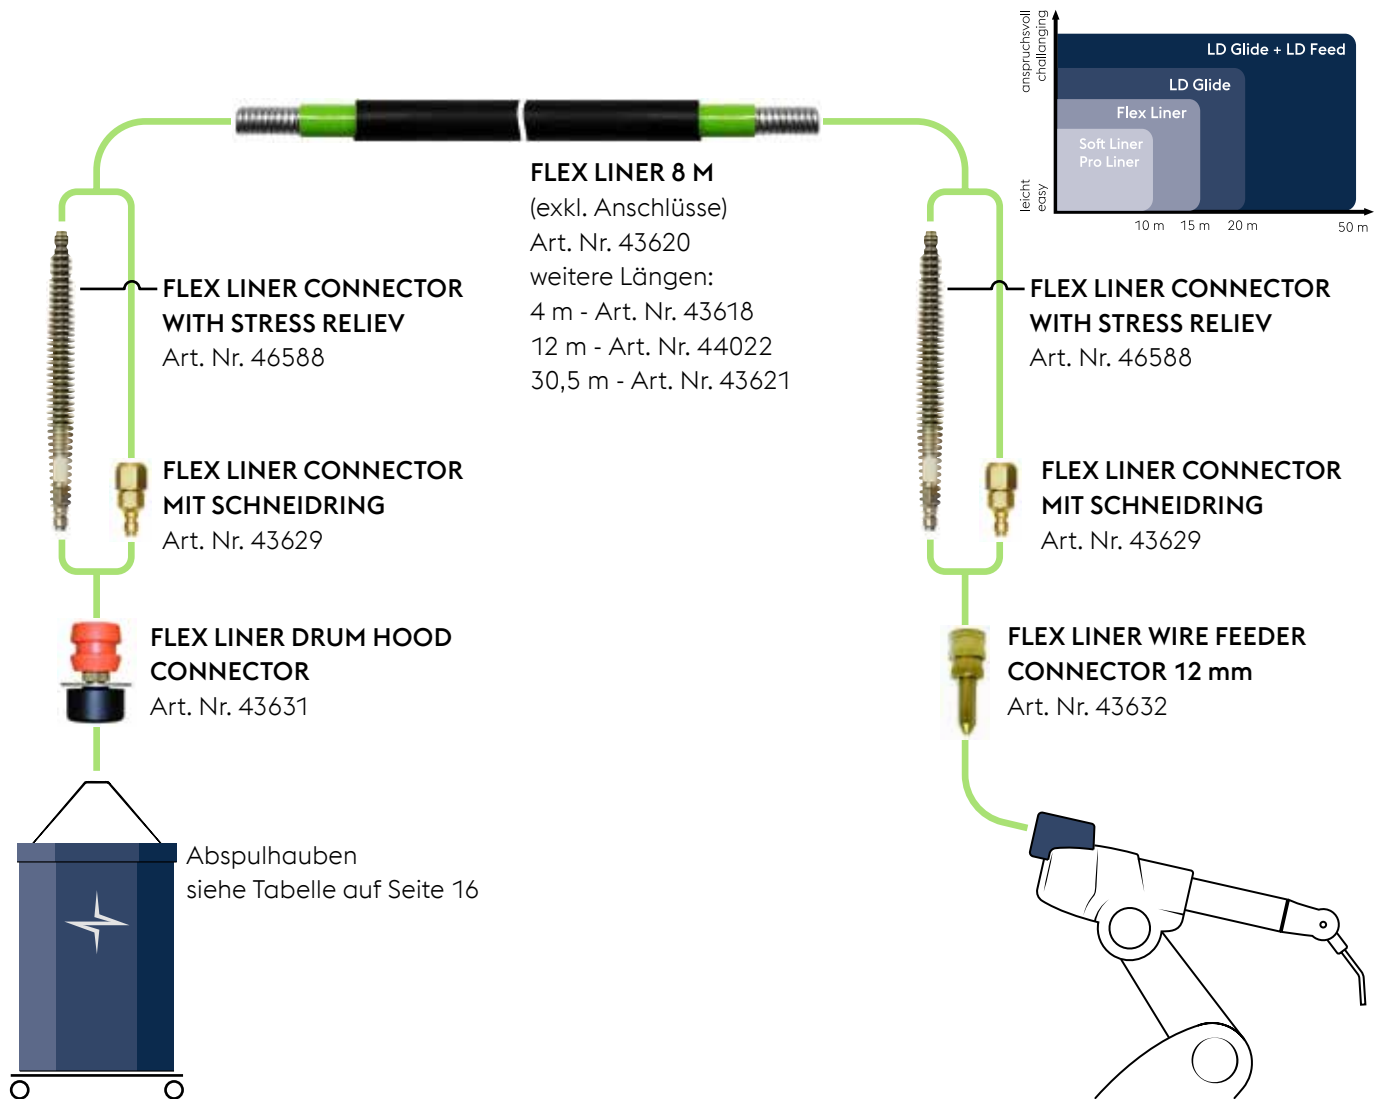 anspruchsvoll
challanging
leicht
easy
LD Glide + LD Feed
LD Glide
Flex Liner
Soft Liner
Pro Liner
10 m
15 m
20 m
50 m
FLEX LINER 8 M
(exkl. Anschlüsse)
Art. Nr. 43620
weitere Längen:
4 m - Art. Nr. 43618
12 m - Art. Nr. 44022
30,5 m - Art. Nr. 43621
FLEX LINER CONNECTOR
WITH STRESS RELIEV
Art. Nr. 46588
FLEX LINER CONNECTOR
WITH STRESS RELIEV
Art. Nr. 46588
FLEX LINER CONNECTOR
MIT SCHNEIDRING
Art. Nr. 43629
FLEX LINER CONNECTOR
MIT SCHNEIDRING
Art. Nr. 43629
FLEX LINER DRUM HOOD
CONNECTOR
Art. Nr. 43631
FLEX LINER WIRE FEEDER
CONNECTOR 12 mm
Art. Nr. 43632
Abspulhauben
siehe Tabelle auf Seite 16